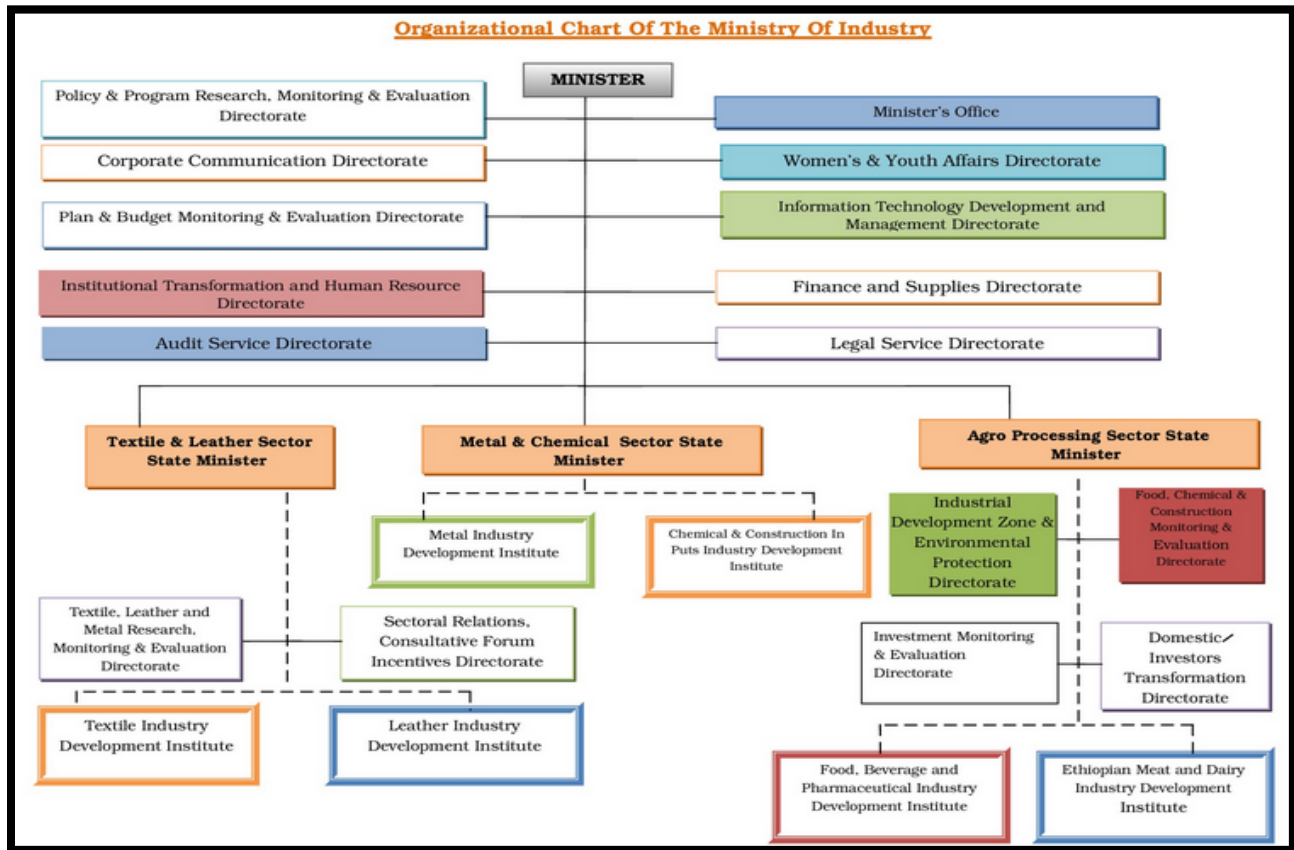 Organizational Chart Of The Ministry Of Industry
MINISTER
Policy & Program Research, Monitoring & Evaluation
Directorate
Minister's Office
Corporate Communication Directorate
Women's & Youth Affairs Directorate
Plan & Budget Monitoring & Evaluation Directorate
Information Technology Development and
Management Directorate
Institutional Transformation and Human Resource
Directorate
Finance and Supplies Directorate
Audit Service Directorate
Legal Service Directorate
Textile & Leather Sector
State Minister
Metal & Chemical Sector State
Minister
Agro Processing Sector State
Minister
Metal Industry
Development Institute
Chemical & Construction In
Puts Industry Development
Institute
Industrial
Development Zone &
Environmental
Protection
Directorate
Food, Chemical &
Construction
Monitoring &
Evaluation
Directorate
Textile, Leather and
Metal Research,
Monitoring & Evaluation
Directorate
Sectoral Relations,
Consultative Forum
Incentives Directorate
Investment Monitoring
& Evaluation
Directorate
Domestic/
Investors
Transformation
Directorate
Textile Industry
Development Institute
Leather Industry
Development Institute
Food, Beverage and
Pharmaceutical Industry
Development Institute
Ethiopian Meat and Dairy
Industry Development
Institute